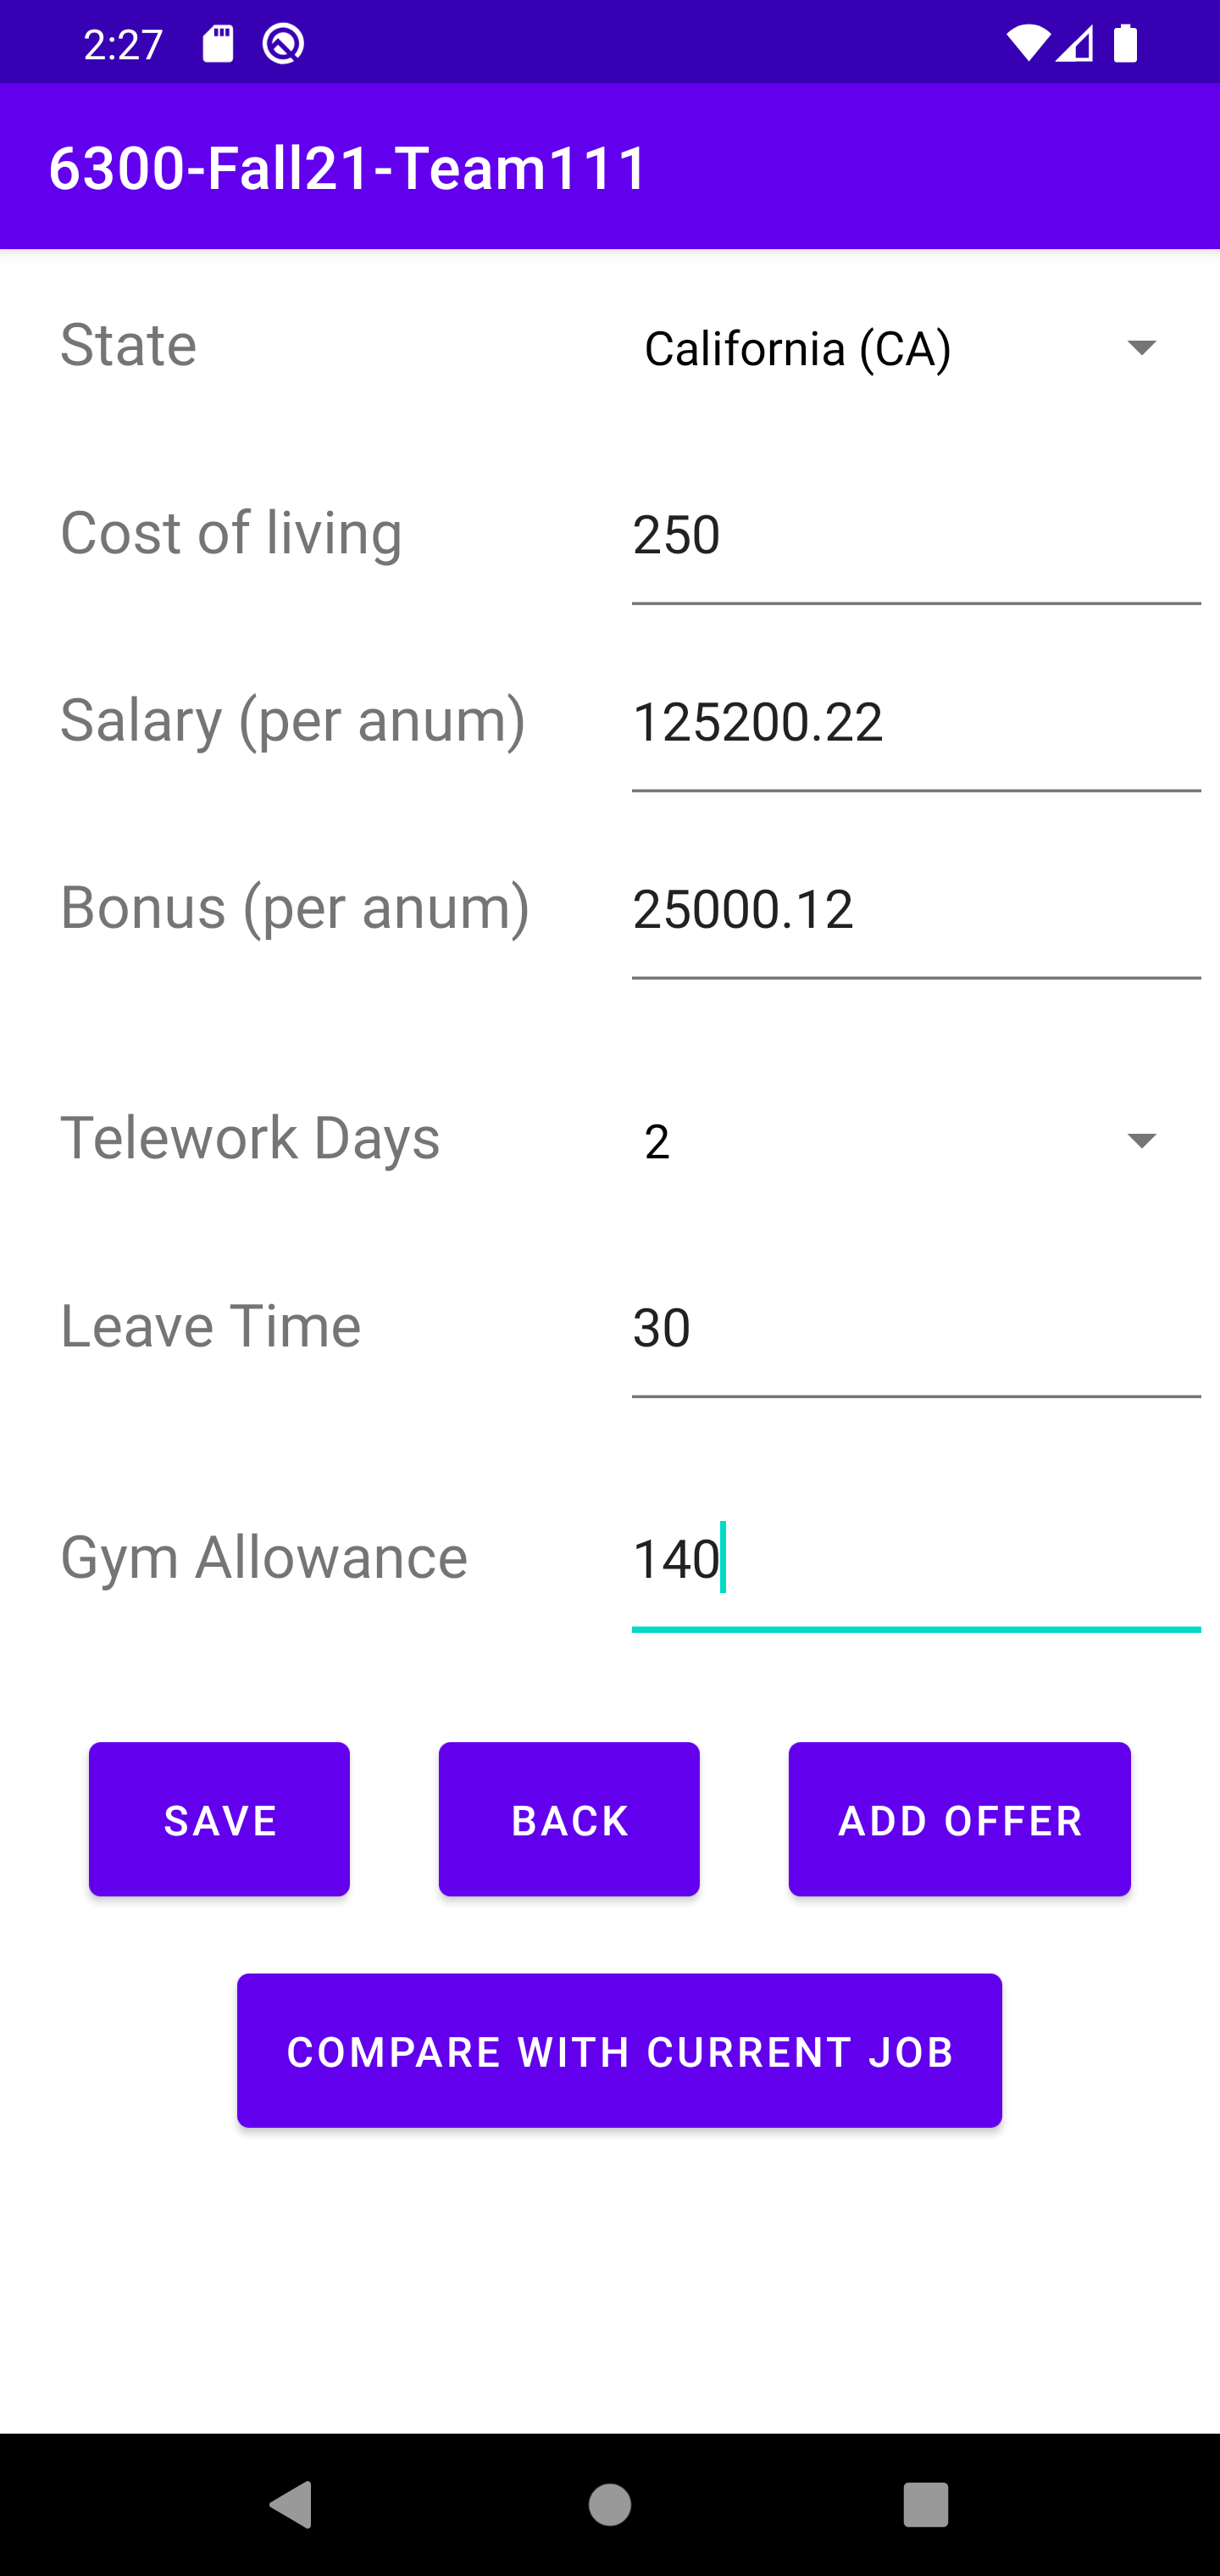 2:27
6300-Fall21-Team111
State California (CA)
Cost of living 250
Salary (per anum) 125200.22
Bonus (per anum) 25000.12
Telework Days 2
Leave Time 30
Gym Allowance 140
SAVE BACK ADD OFFER
COMPARE WITH CURRENT JOB